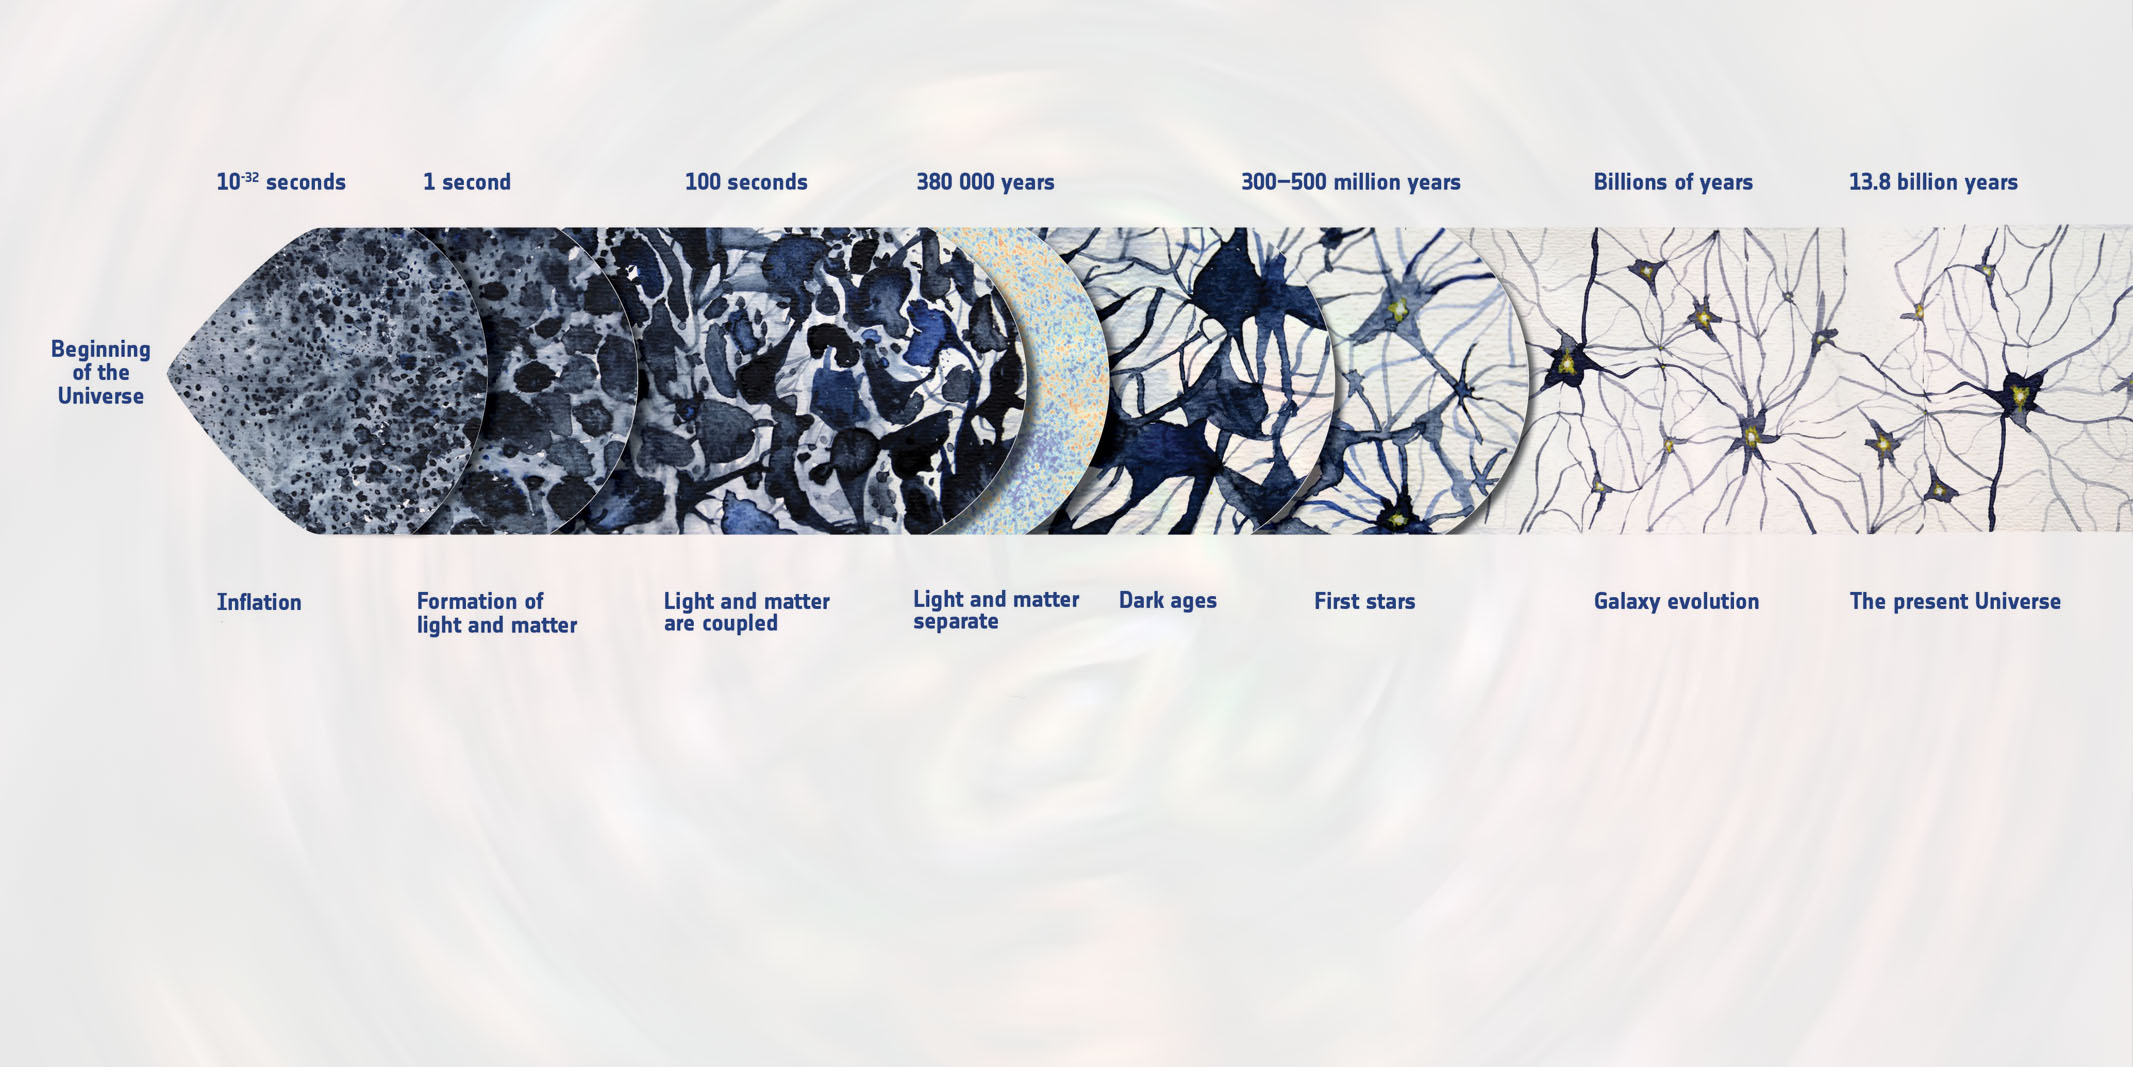 10⁻³² seconds
1 second
100 seconds
380 000 years
300–500 million years
Billions of years
13.8 billion years
Beginning
of the
Universe
Inflation
Formation of
light and matter
Light and matter
are coupled
Light and matter
separate
Dark ages
First stars
Galaxy evolution
The present Universe